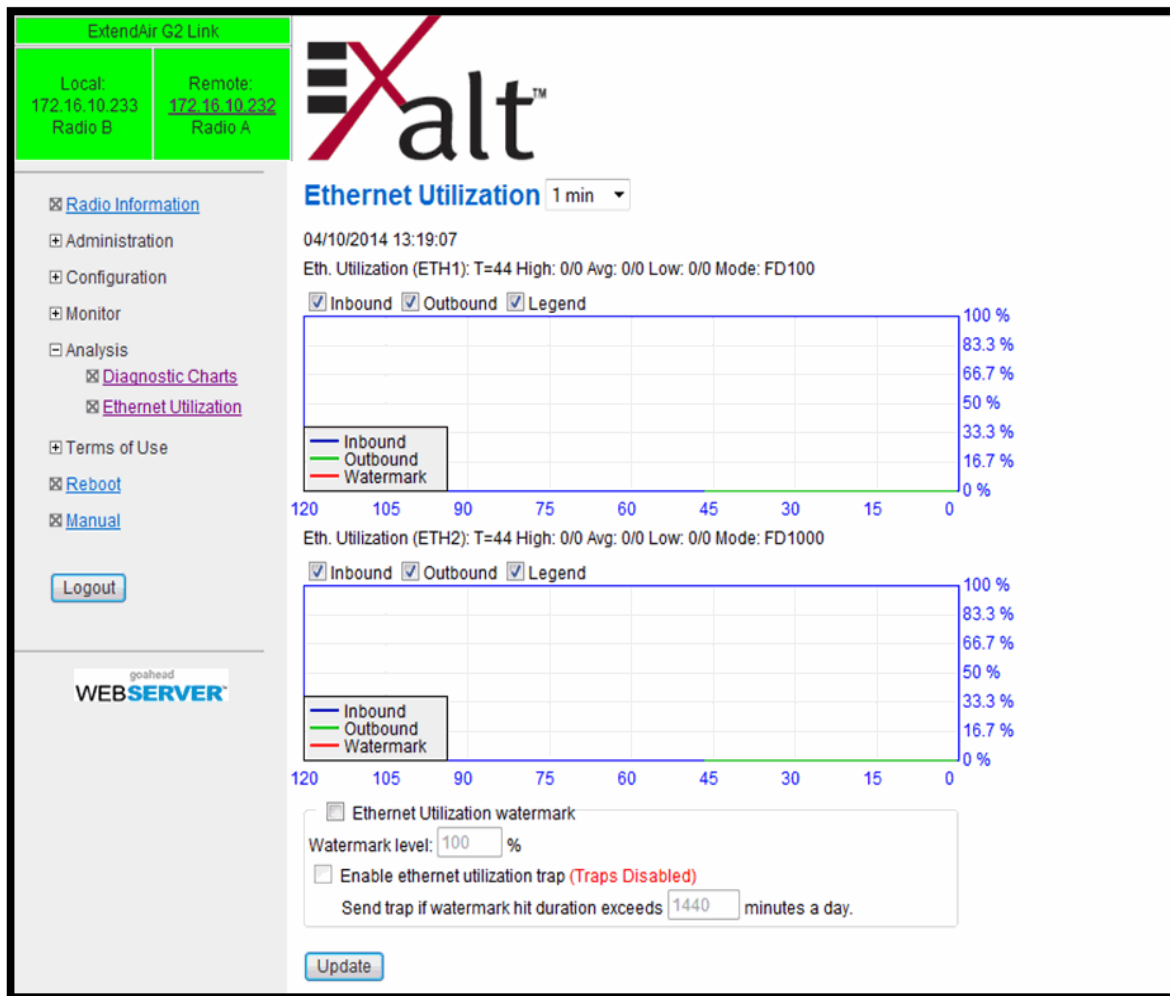 ExtendAir G2 Link
Local:
172.16.10.233
Radio B
Remote:
172.16.10.232
Radio A
Radio Information
Administration
Configuration
Monitor
Analysis
Diagnostic Charts
Ethernet Utilization
Terms of Use
Reboot
Manual
Logout
goahead
WEBSERVER
EXalt™
Ethernet Utilization 1 min
04/10/2014 13:19:07
Eth. Utilization (ETH1): T=44 High: 0/0 Avg: 0/0 Low: 0/0 Mode: FD100
Inbound Outbound Legend
100 %
83.3 %
66.7 %
50 %
33.3 %
16.7 %
0 %
Inbound
Outbound
Watermark
120 105 90 75 60 45 30 15 0
Eth. Utilization (ETH2): T=44 High: 0/0 Avg: 0/0 Low: 0/0 Mode: FD1000
Inbound Outbound Legend
100 %
83.3 %
66.7 %
50 %
33.3 %
16.7 %
0 %
Inbound
Outbound
Watermark
120 105 90 75 60 45 30 15 0
Ethernet Utilization watermark
Watermark level: 100 %
Enable ethernet utilization trap (Traps Disabled)
Send trap if watermark hit duration exceeds 1440 minutes a day.
Update